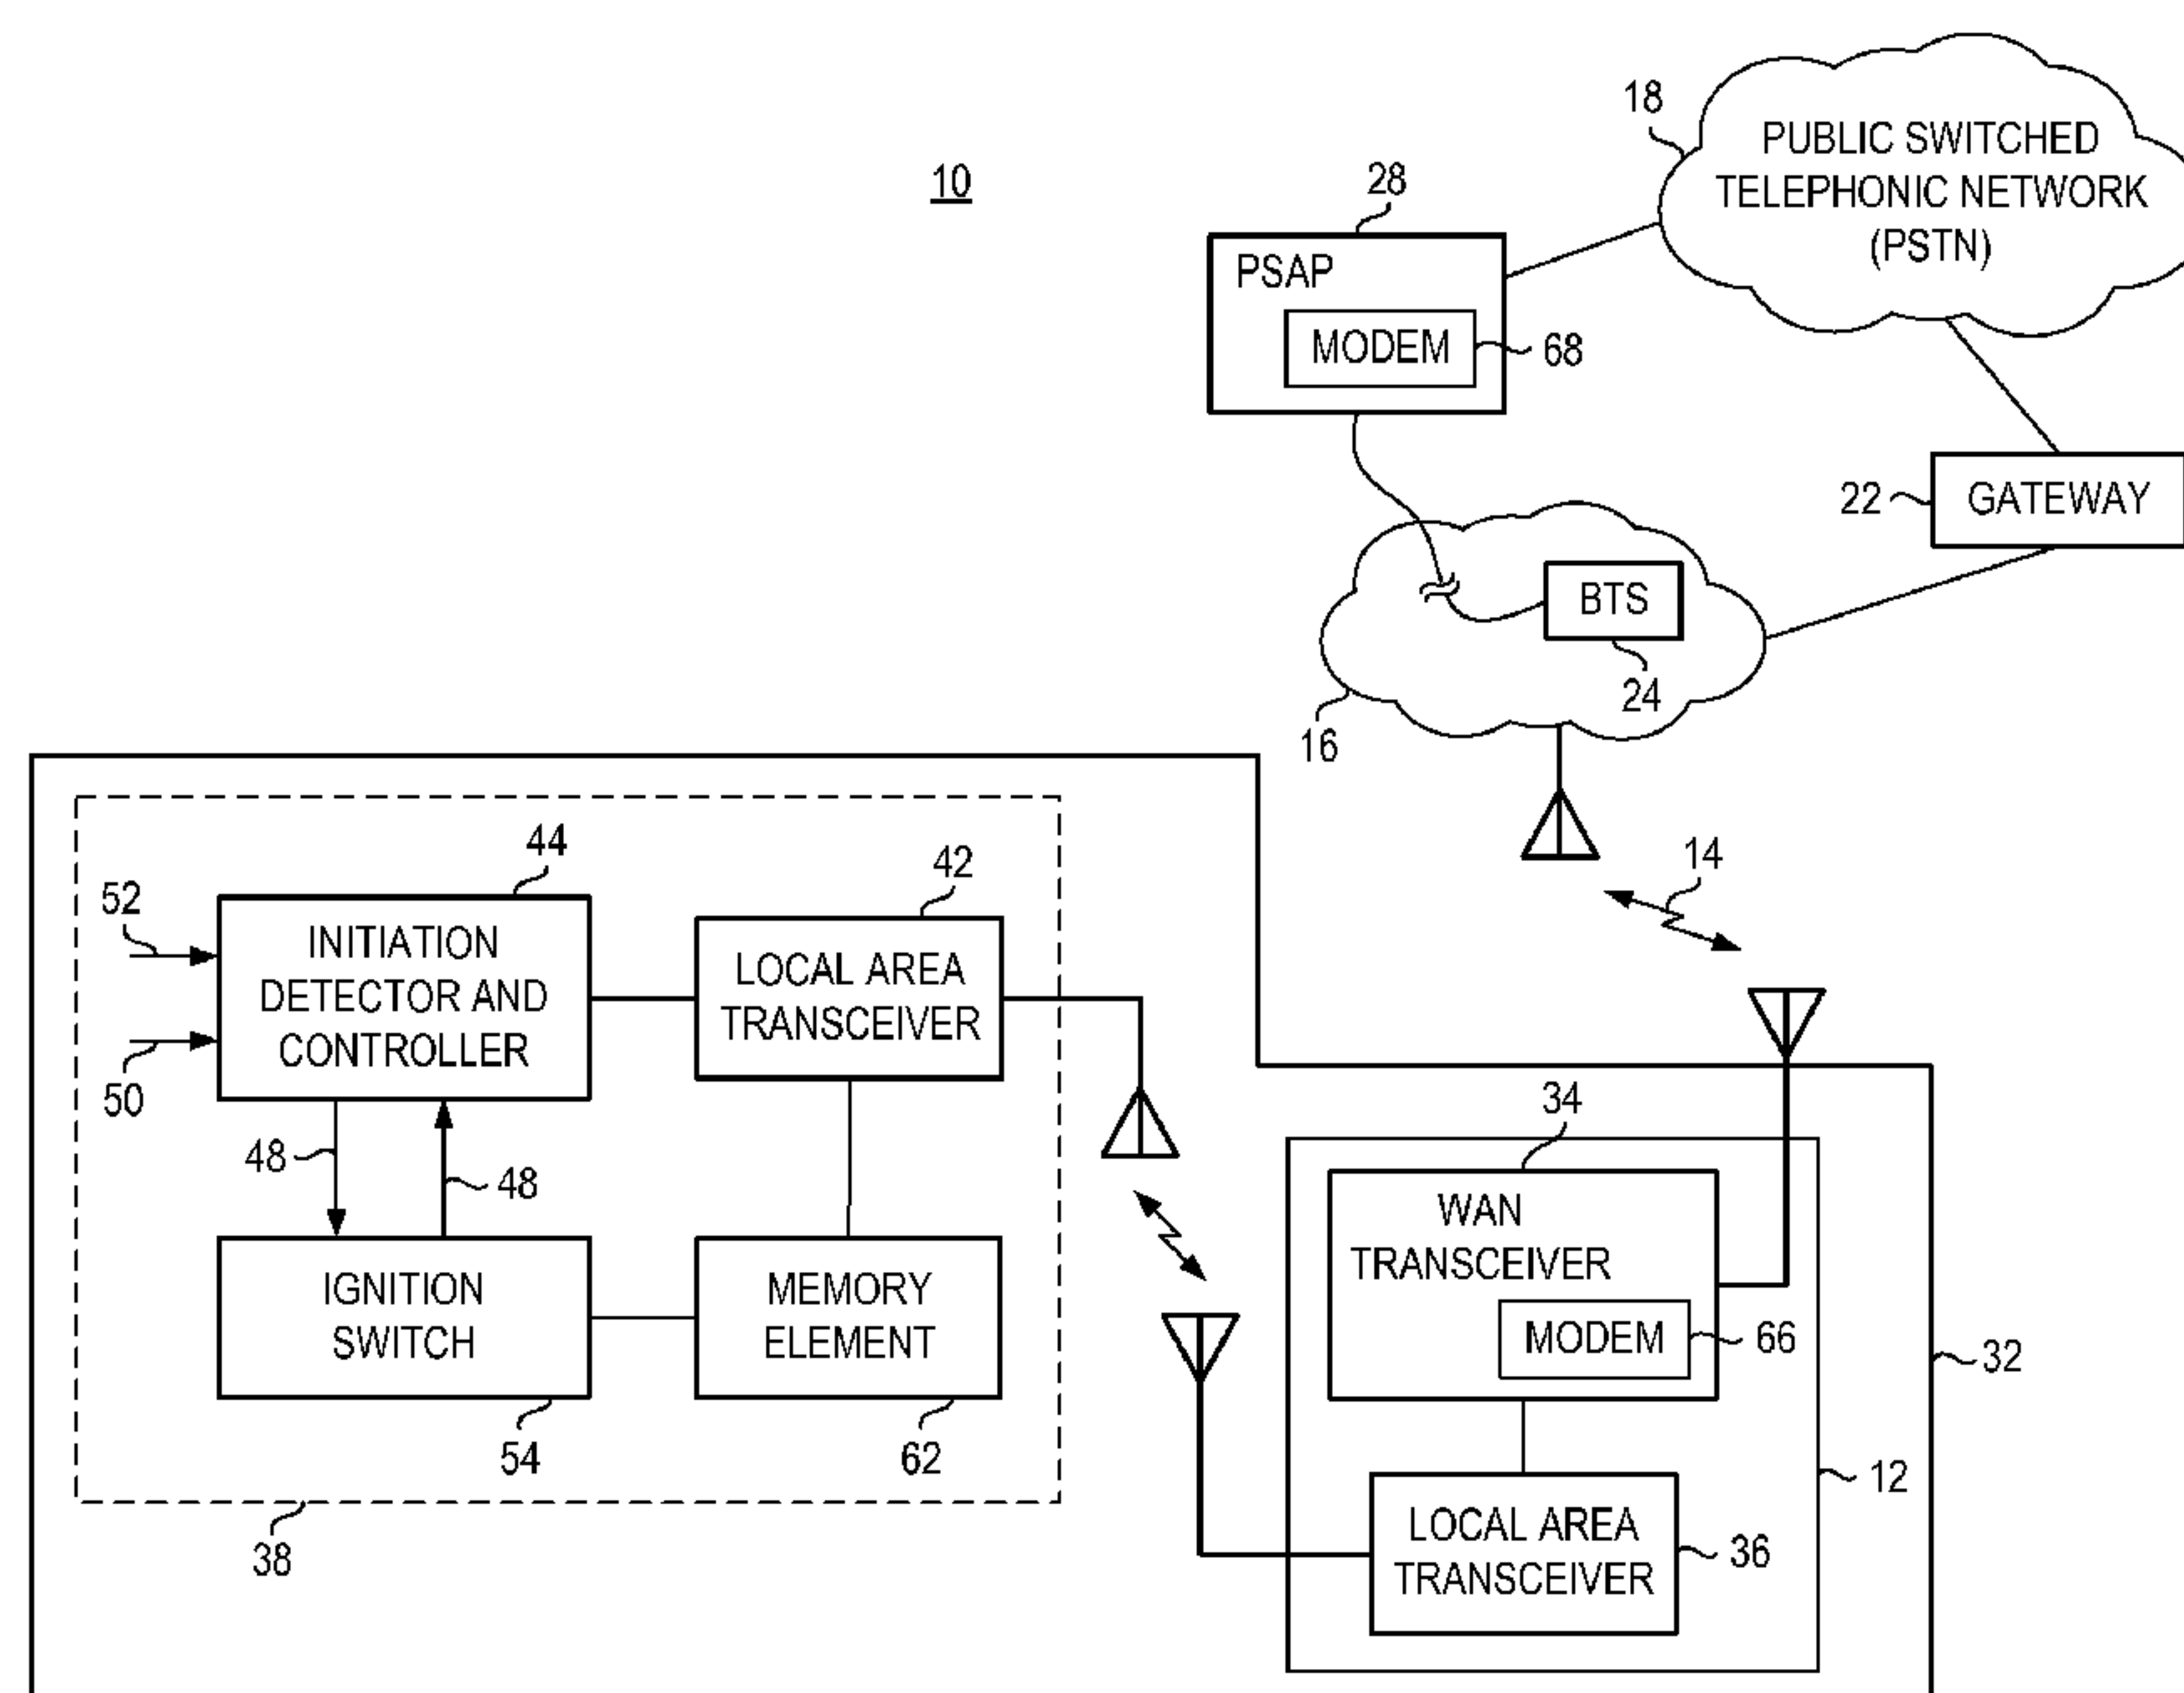 10
18
PUBLIC SWITCHED
TELEPHONIC NETWORK
(PSTN)
28
PSAP
MODEM
68
22
GATEWAY
BTS
24
16
14
44
42
52
INITIATION
DETECTOR AND
CONTROLLER
LOCAL AREA
TRANSCEIVER
50
48
48
34
WAN
TRANSCEIVER
MODEM
66
IGNITION
SWITCH
MEMORY
ELEMENT
32
54
62
12
38
LOCAL AREA
TRANSCEIVER
36